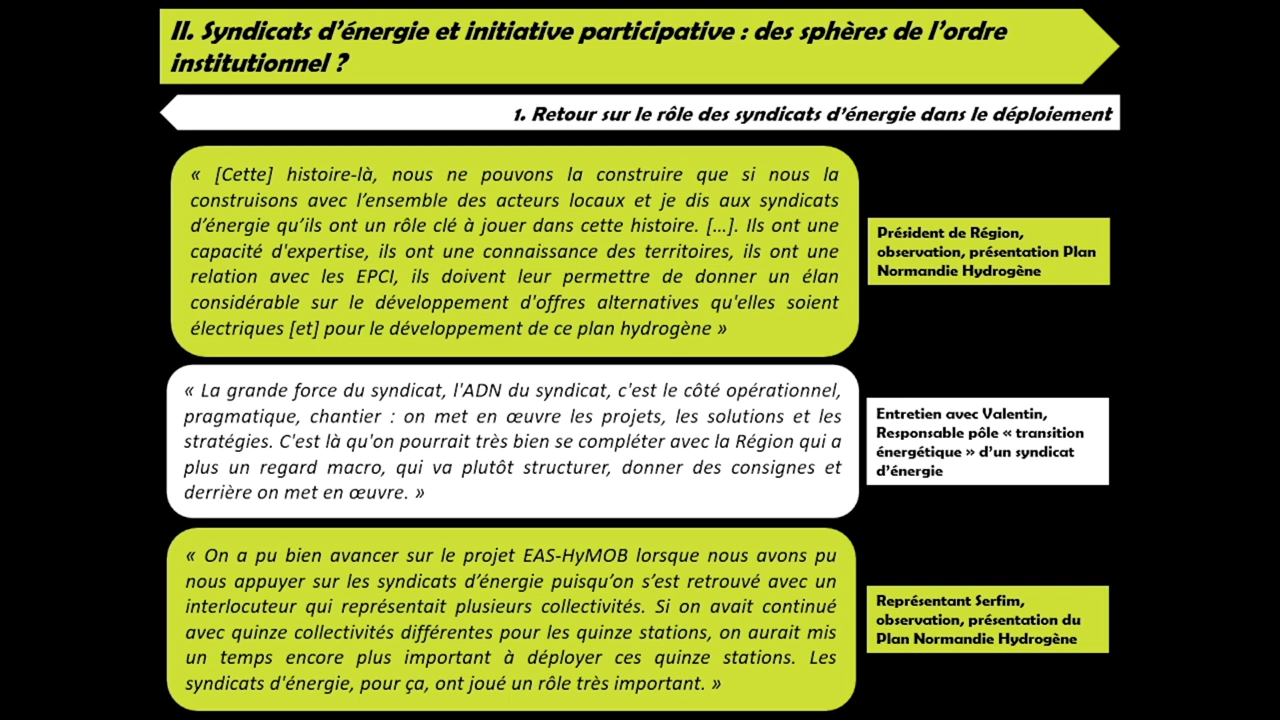 II. Syndicats d’énergie et initiative participative : des sphères de l’ordre
institutionnel ?
1. Retour sur le rôle des syndicats d’énergie dans le déploiement
« [Cette] histoire-là, nous ne pouvons la construire que si nous la
construisons avec l’ensemble des acteurs locaux et je dis aux syndicats
d’énergie qu’ils ont un rôle clé à jouer dans cette histoire. […]. Ils ont une
capacité d'expertise, ils ont une connaissance des territoires, ils ont une
relation avec les EPCI, ils doivent leur permettre de donner un élan
considérable sur le développement d'offres alternatives qu'elles soient
électriques [et] pour le développement de ce plan hydrogène »
Président de Région,
observation, présentation Plan
Normandie Hydrogène
« La grande force du syndicat, l'ADN du syndicat, c'est le côté opérationnel,
pragmatique, chantier : on met en œuvre les projets, les solutions et les
stratégies. C'est là qu'on pourrait très bien se compléter avec la Région qui a
plus un regard macro, qui va plutôt structurer, donner des consignes et
derrière on met en œuvre. »
Entretien avec Valentin,
Responsable pôle « transition
énergétique » d’un syndicat
d’énergie
« On a pu bien avancer sur le projet EAS-HyMOB lorsque nous avons pu
nous appuyer sur les syndicats d’énergie puisqu’on s’est retrouvé avec un
interlocuteur qui représentait plusieurs collectivités. Si on avait continué
avec quinze collectivités différentes pour les quinze stations, on aurait mis
un temps encore plus important à déployer ces quinze stations. Les
syndicats d'énergie, pour ça, ont joué un rôle très important. »
Représentant Serfim,
observation, présentation du
Plan Normandie Hydrogène